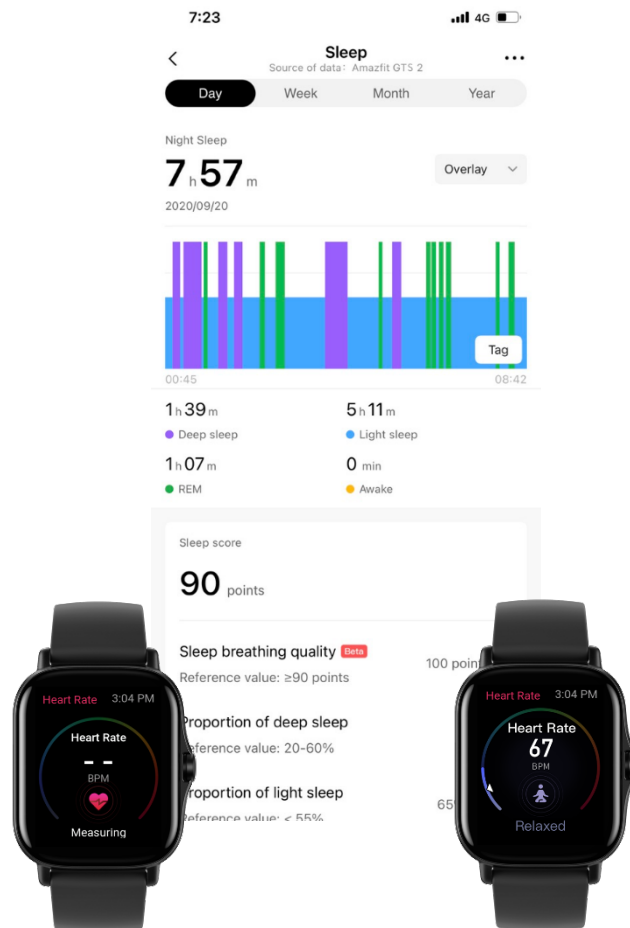 7:23
4G
Sleep
Source of data: Amazfit GTS 2
Day Week Month Year
Night Sleep
7 h 57 m
Overlay
2020/09/20
Tag
00:45 08:42
1 h 39 m 5 h 11 m
Deep sleep Light sleep
1 h 07 m 0 min
REM Awake
Sleep score
90 points
Sleep breathing quality Beta
100
Reference value: ≥90 points
Proportion of deep sleep
value: 20-60%
of light sleep
value: < 55%
Heart Rate 3:04 PM
Heart Rate
--
BPM
Measuring
Heart Rate 3:04 PM
Heart Rate
67
BPM
Relaxed